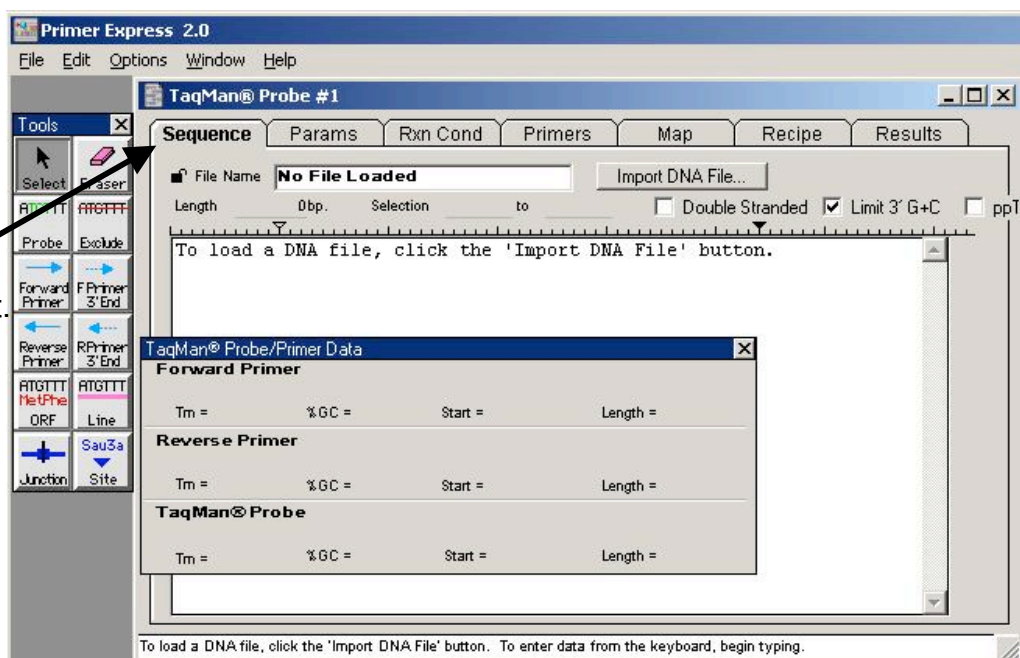 Primer Express 2.0
File Edit Options Window Help
TaqMan® Probe #1
Tools
Sequence Params Rxn Cond Primers Map Recipe Results
Select Eraser
File Name No File Loaded Import DNA File...
Length 0bp. Selection to Double Stranded Limit 3' G+C ppT
ATGTTT ATGTTT
Probe Exclude
To load a DNA file, click the 'Import DNA File' button.
Forward Primer F Primer 3' End
Reverse Primer RPrimer 3' End
ATGTTT MetPhe ORF ATGTTT Line
Junction Sau3a Site
TaqMan® Probe/Primer Data
Forward Primer
Tm = %GC = Start = Length =
Reverse Primer
Tm = %GC = Start = Length =
TaqMan® Probe
Tm = %GC = Start = Length =
To load a DNA file, click the 'Import DNA File' button. To enter data from the keyboard, begin typing.